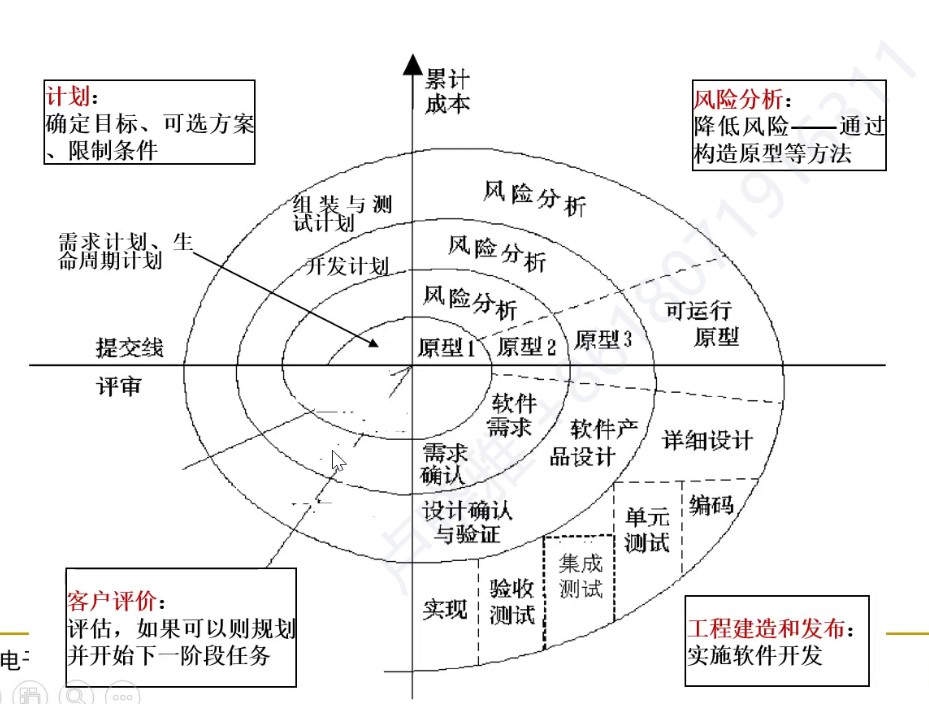 累计
成本
计划：
确定目标、可选方案
、限制条件
风险分析：
降低风险——通过
构造原型等方法
组装与测
试计划
风险分析
需求计划、生
命周期计划
开发计划
风险分析
风险分析
提交线
原型1
原型2
原型3
可运行
原型
评审
软件
需求
软件产
品设计
详细设计
需求
确认
设计确认
与验证
单元
测试
编码
集成
测试
实现
验收
测试
客户评价：
评估，如果可以则规划
并开始下一阶段任务
工程建造和发布：
实施软件开发